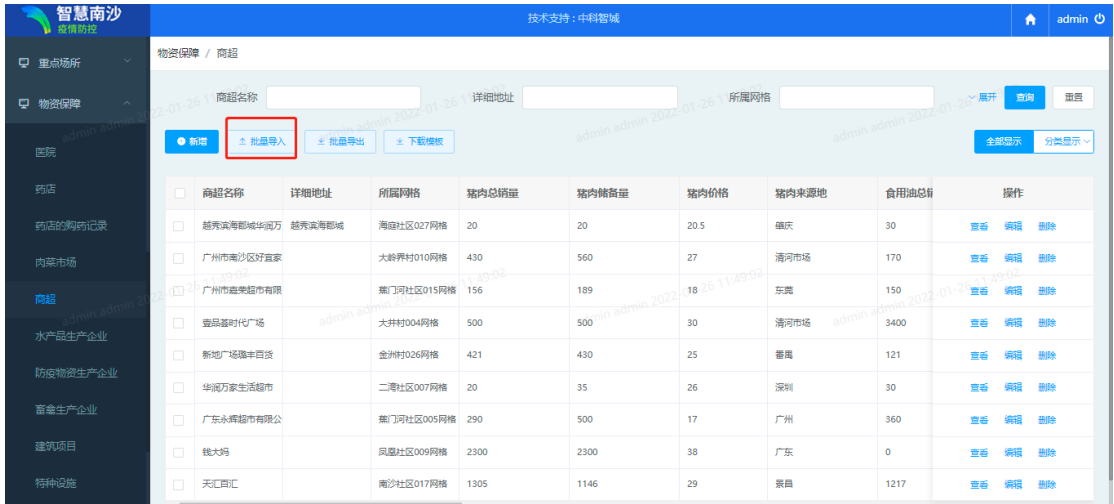 智慧南沙
疫情防控
技术支持：中科智城
admin
重点场所
物资保障
医院
药店
药店的购药记录
肉菜市场
商超
水产品生产企业
防疫物资生产企业
畜禽生产企业
建筑项目
特种设施
物资保障 / 商超
商超名称 详细地址 所属网格 展开 查询 重置
新增 批量导入 批量导出 下载模板 全部显示 分类显示
商超名称 详细地址 所属网格 猪肉总销量 猪肉储备量 猪肉价格 猪肉来源地 食用油总销 操作
越秀滨海郡城华润万 越秀滨海郡城 海庭社区027网格 20 20 20.5 肇庆 30 查看 编辑 删除
广州市南沙区好宜家 大岭界村010网格 430 560 27 清河市场 170 查看 编辑 删除
广州市嘉荣超市有限 蕉门河社区015网格 156 189 18 东莞 150 查看 编辑 删除
壹品荟时代广场 大井村004网格 500 500 30 清河市场 3400 查看 编辑 删除
新地广场璐丰百货 金洲村026网格 421 430 25 番禺 121 查看 编辑 删除
华润万家生活超市 二湾社区007网格 20 35 26 深圳 30 查看 编辑 删除
广东永辉超市有限公 蕉门河社区005网格 290 500 17 广州 360 查看 编辑 删除
钱大妈 凤凰社区009网格 2300 2300 38 广东 0 查看 编辑 删除
天汇百汇 南沙社区017网格 1305 1146 29 景昌 1217 查看 编辑 删除
admin admin 2022-01-26 11:49:02